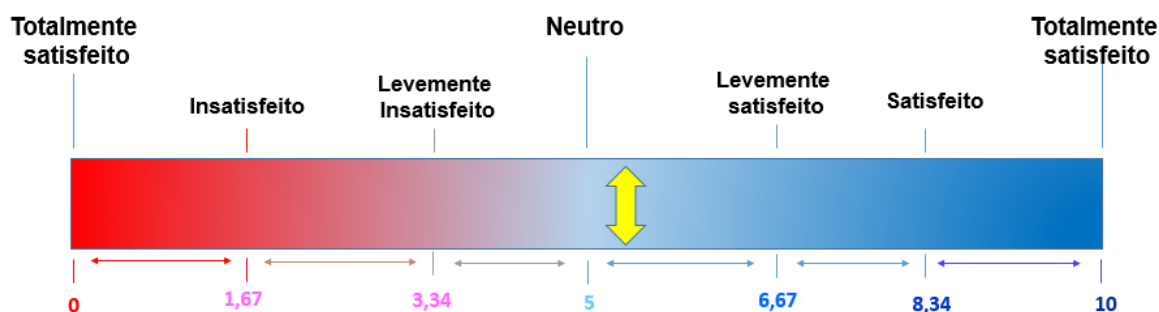 Totalmente
satisfeito
Insatisfeito
Levemente
Insatisfeito
Neutro
Levemente
satisfeito
Satisfeito
Totalmente
satisfeito
0
1,67
3,34
5
6,67
8,34
10